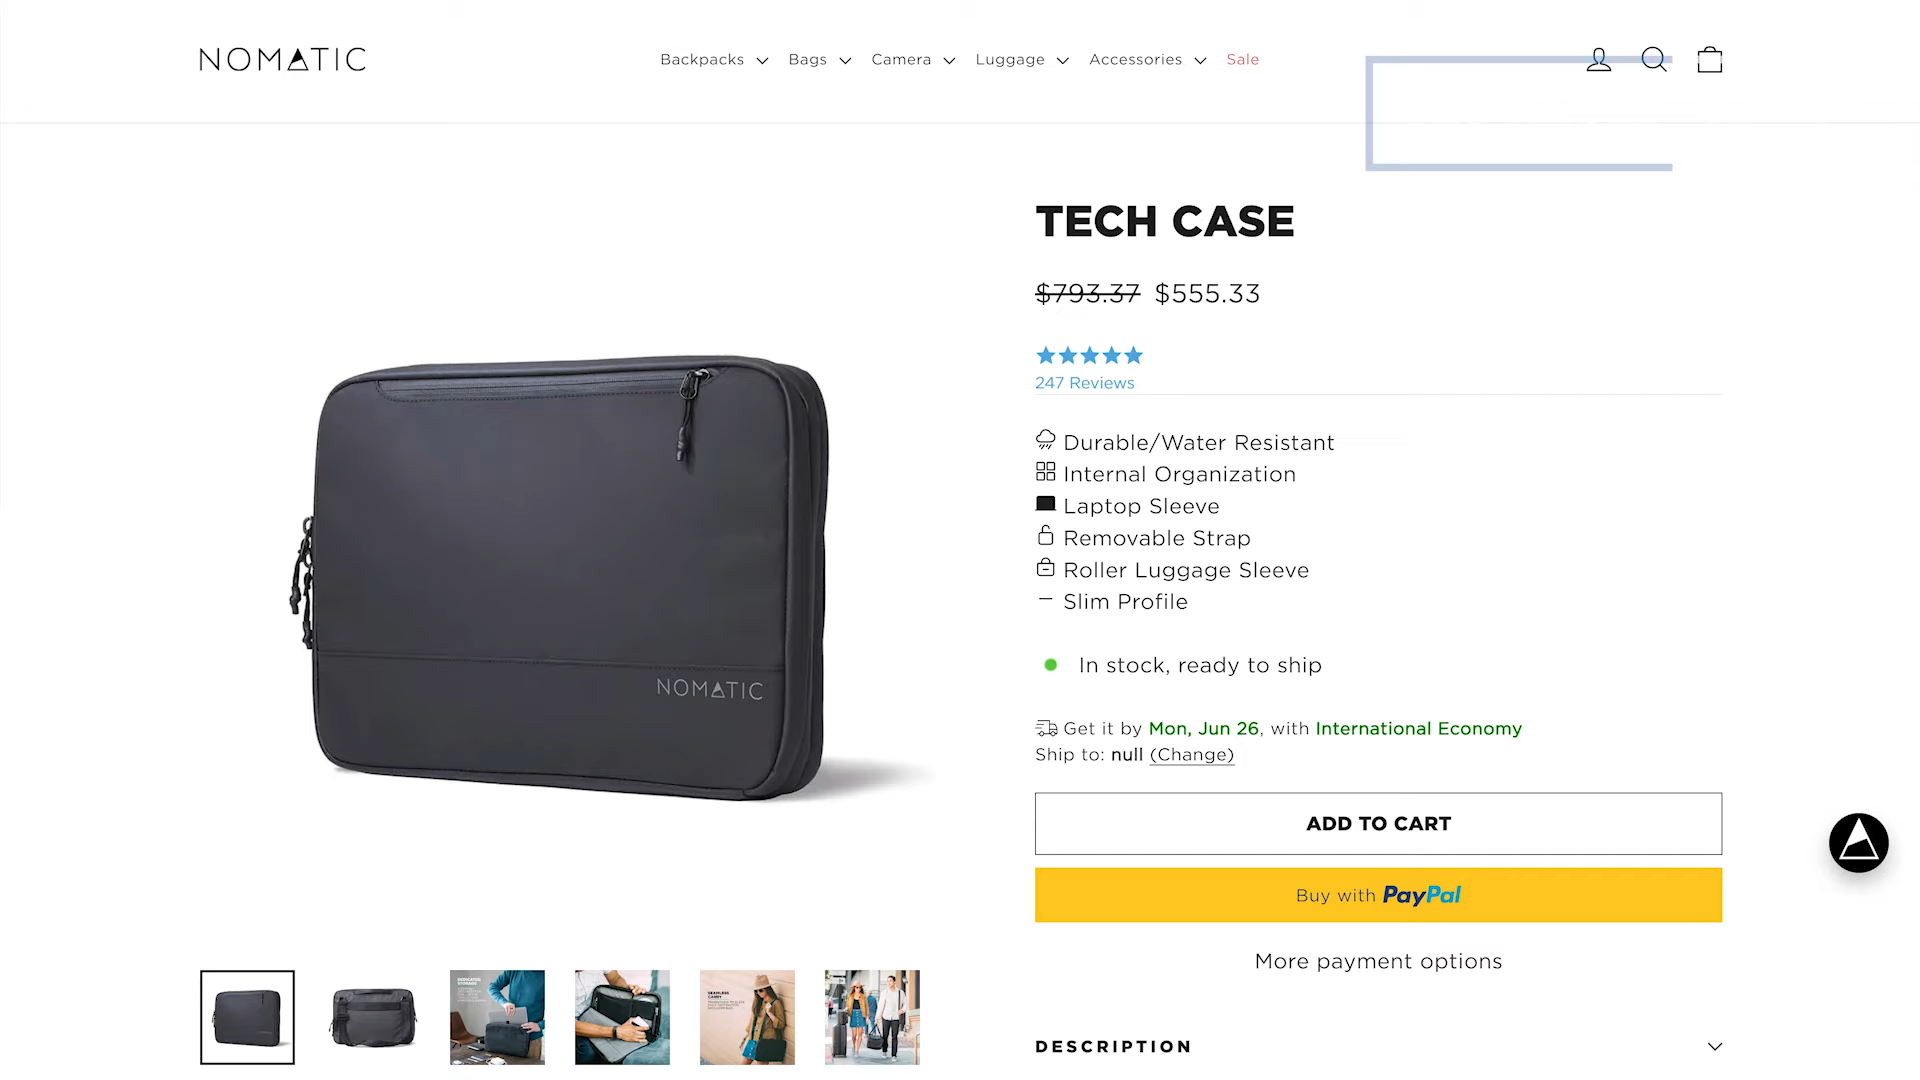 NOMATIC
Backpacks
Bags
Camera
Luggage
Accessories
Sale
TECH CASE
$793.37 $555.33
247 Reviews
Durable/Water Resistant
Internal Organization
Laptop Sleeve
Removable Strap
Roller Luggage Sleeve
Slim Profile
NOMATIC
In stock, ready to ship
Get it by Mon, Jun 26, with International Economy
Ship to: null (Change)
ADD TO CART
Buy with PayPal
More payment options
DESCRIPTION